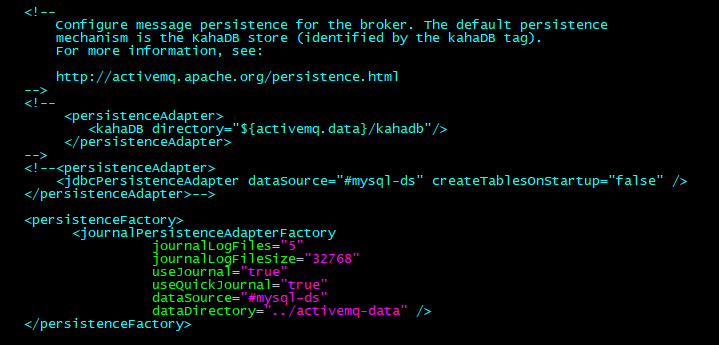 <!--
Configure message persistence for the broker. The default persistence
mechanism is the KahaDB store (identified by the kahaDB tag).
For more information, see:
http://activemq.apache.org/persistence.html
-->
<!--
<persistenceAdapter>
<kahaDB directory="${activemq.data}/kahadb"/>
</persistenceAdapter>
-->
<!--<persistenceAdapter>
<jdbcPersistenceAdapter dataSource="#mysql-ds" createTablesOnStartup="false" />
</persistenceAdapter>-->
<persistenceFactory>
<journalPersistenceAdapterFactory
journalLogFiles="5"
journalLogFileSize="32768"
useJournal="true"
useQuickJournal="true"
dataSource="#mysql-ds"
dataDirectory="../activemq-data" />
</persistenceFactory>